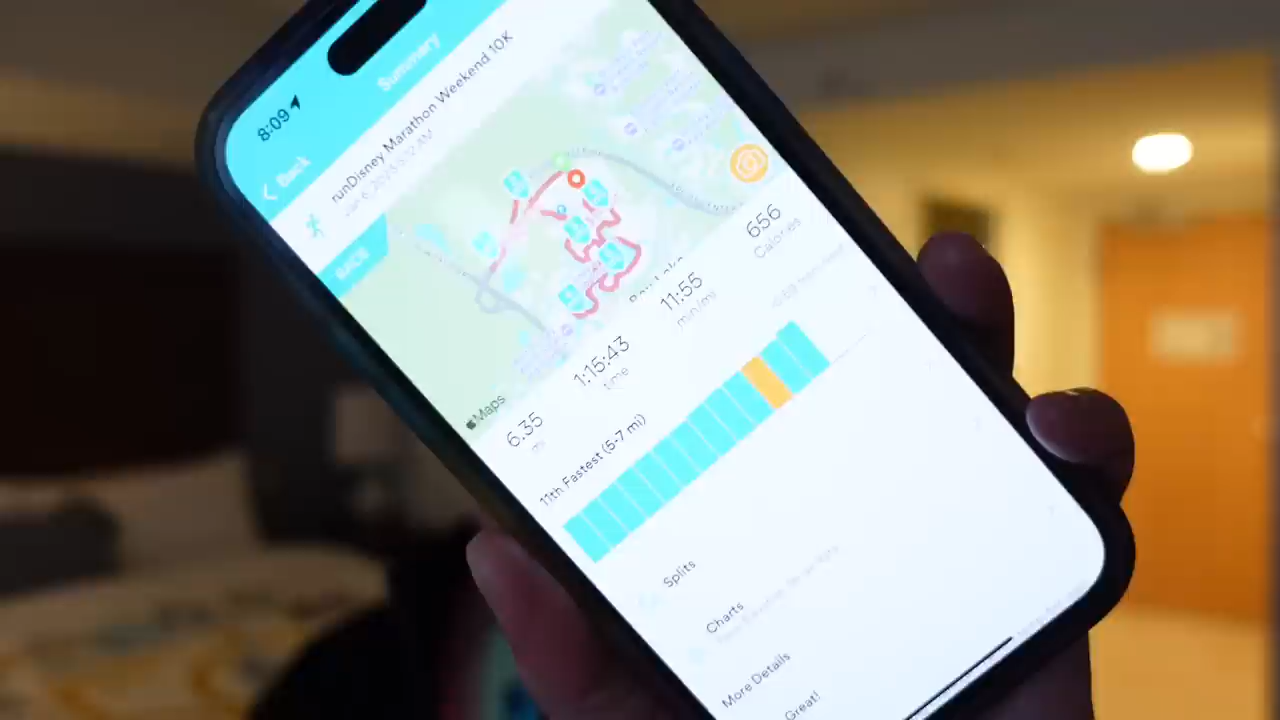 8:09
Summary
Back
runDisney Marathon Weekend 10K
RACE
Maps
6.35
mi
1:15:43
time
11:55
min/mi
656
Calories
11th Fastest (5-7 mi)
Splits
Charts
More Details
Great!